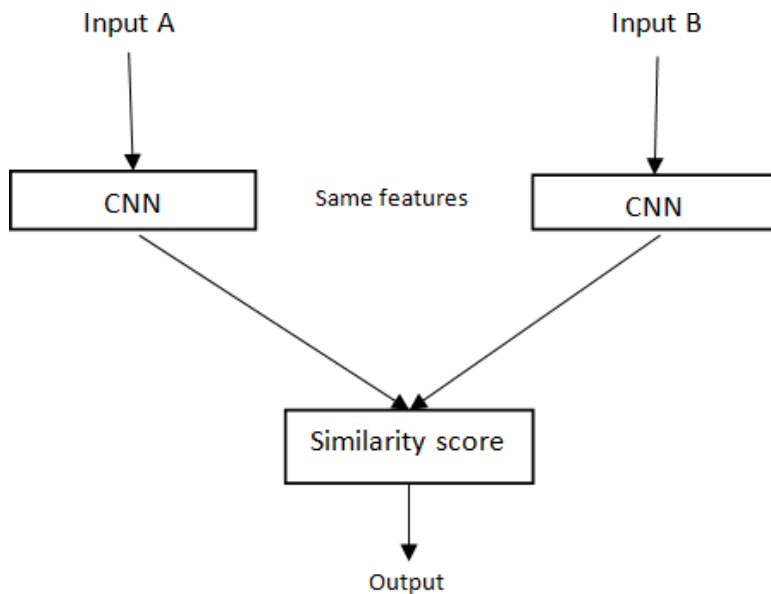 Input A
Input B
CNN
Same features
CNN
Similarity score
Output